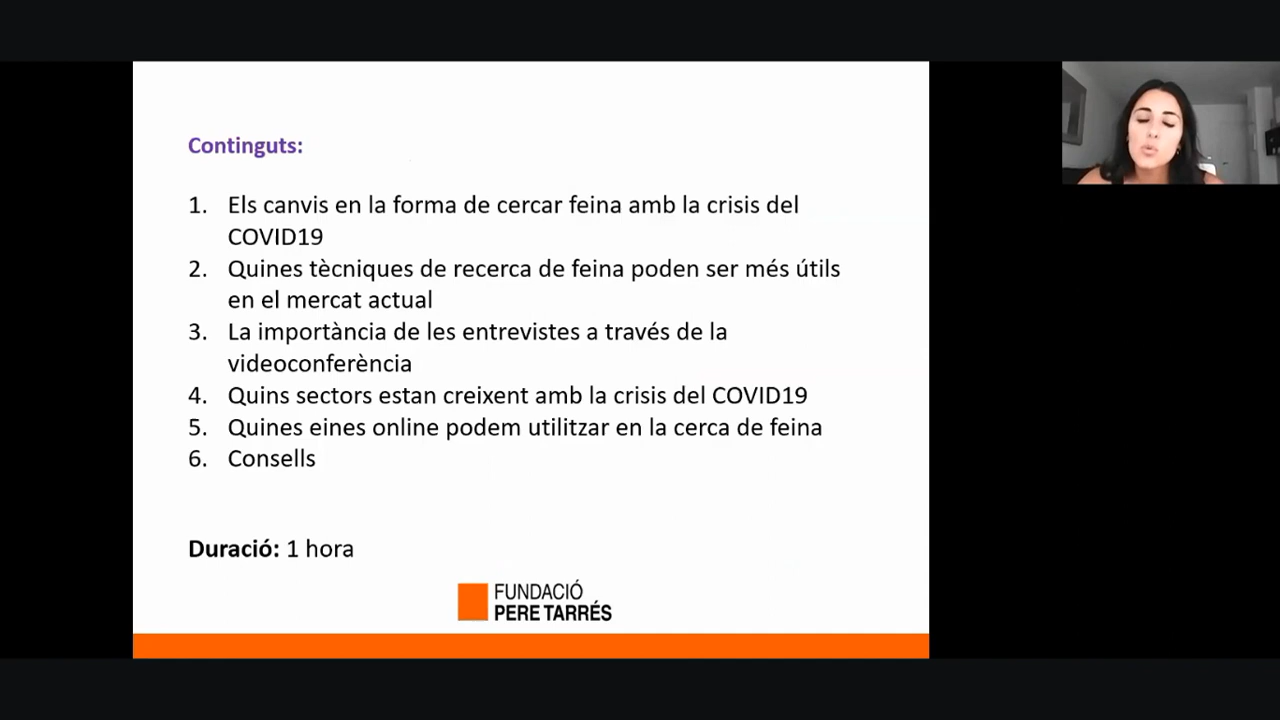 Continguts:
1. Els canvis en la forma de cercar feina amb la crisis del
COVID19
2. Quines tècniques de recerca de feina poden ser més útils
en el mercat actual
3. La importància de les entrevistes a través de la
videoconferència
4. Quins sectors estan creixent amb la crisis del COVID19
5. Quines eines online podem utilitzar en la cerca de feina
6. Consells
Duració: 1 hora
FUNDACIÓ
PERE TARRÉS